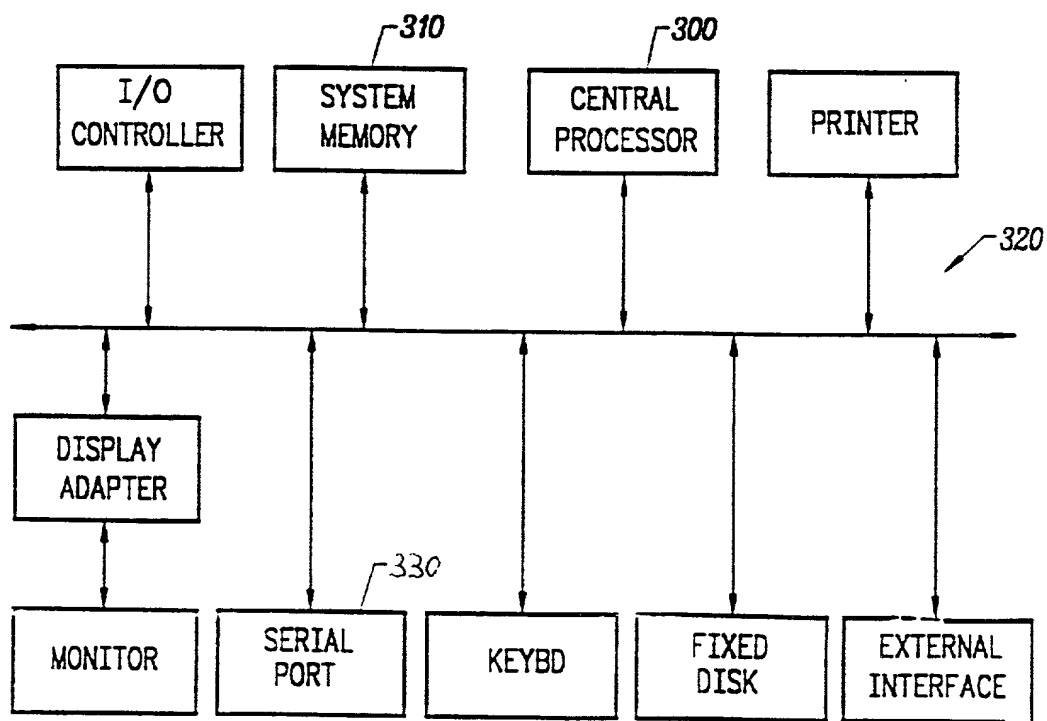 310
300
I/O
CONTROLLER
SYSTEM
MEMORY
CENTRAL
PROCESSOR
PRINTER
320
DISPLAY
ADAPTER
330
MONITOR
SERIAL
PORT
KEYBD
FIXED
DISK
EXTERNAL
INTERFACE